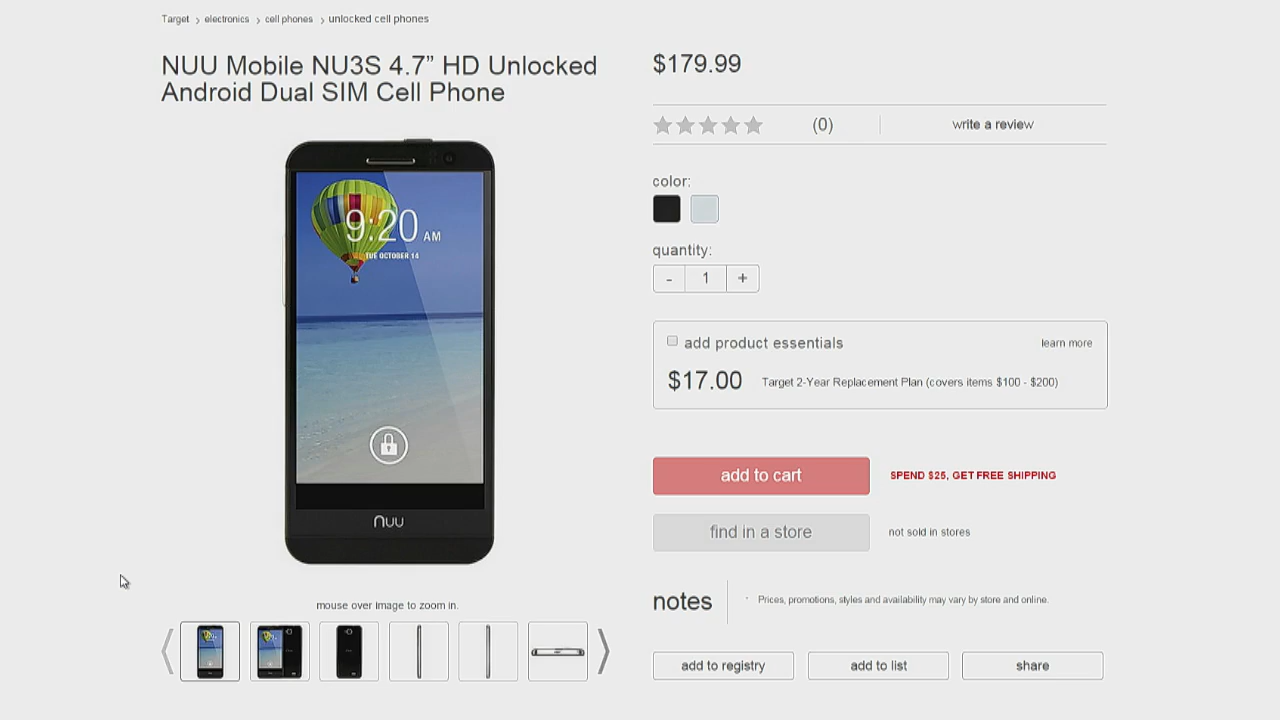 Target > electronics > cell phones > unlocked cell phones
NUU Mobile NU3S 4.7” HD Unlocked
Android Dual SIM Cell Phone
9:20 AM
TUE OCTOBER 14
nuu
mouse over image to zoom in.
$179.99
(0)
write a review
color:
quantity:
- 1 +
add product essentials
learn more
$17.00 Target 2-Year Replacement Plan (covers items $100 - $200)
add to cart
SPEND $25, GET FREE SHIPPING
find in a store
not sold in stores
notes
· Prices, promotions, styles and availability may vary by store and online.
add to registry
add to list
share